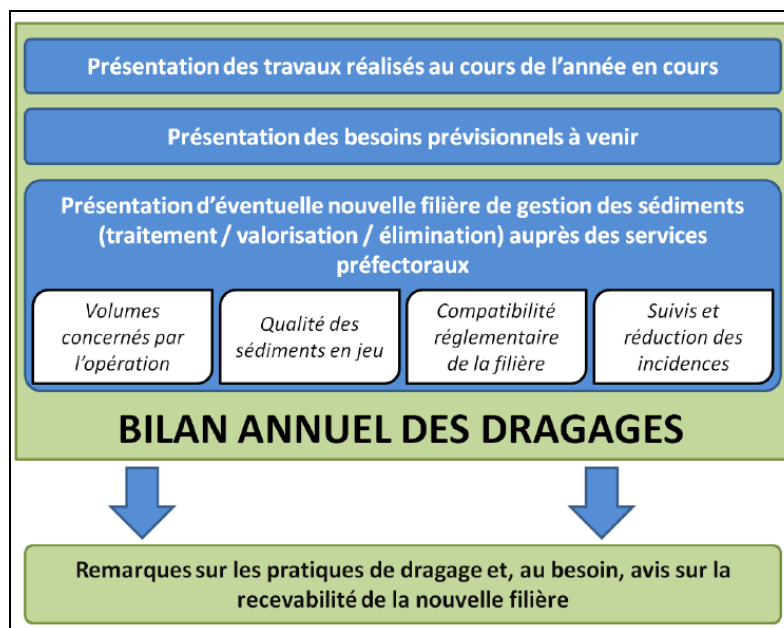 Présentation des travaux réalisés au cours de l'année en cours
Présentation des besoins prévisionnels à venir
Présentation d'éventuelle nouvelle filière de gestion des sédiments
(traitement / valorisation / élimination) auprès des services
préfectoraux
Volumes
concernés par
l'opération
Qualité des
sédiments en jeu
Compatibilité
réglementaire
de la filière
Suivis et
réduction des
incidences
BILAN ANNUEL DES DRAGAGES
Remarques sur les pratiques de dragage et, au besoin, avis sur la
recevabilité de la nouvelle filière